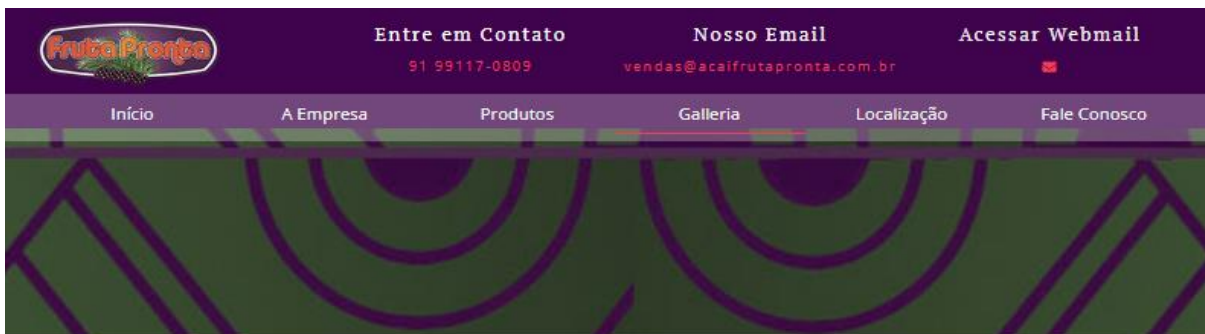 Fruta Pronta
Entre em Contato
91 99117-0809
Nosso Email
vendas@acaifrutapronta.com.br
Acessar Webmail
Início
A Empresa
Produtos
Galleria
Localização
Fale Conosco